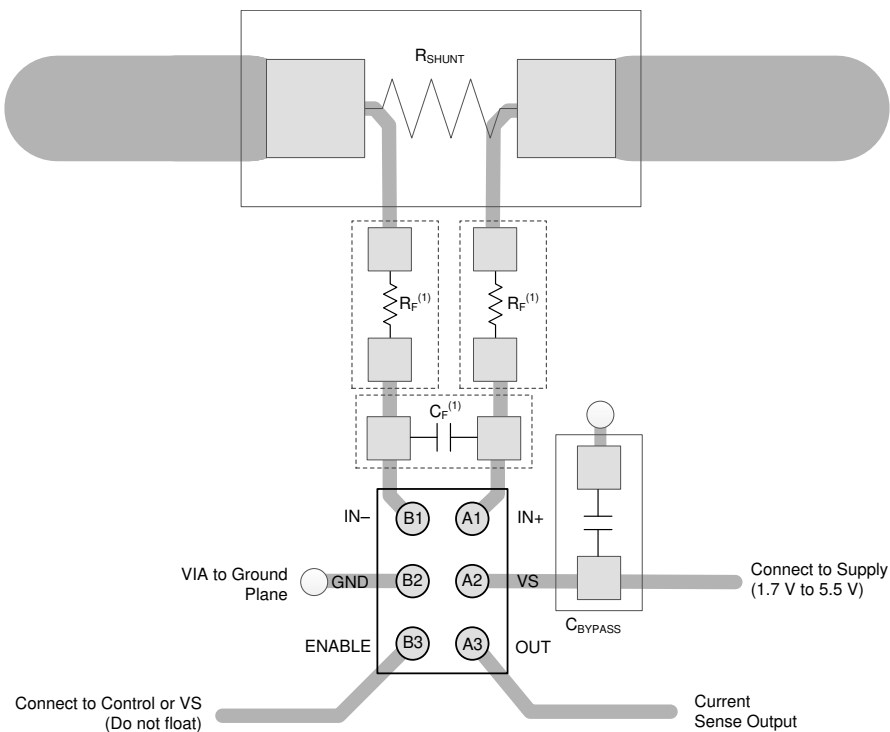 RSHUNT
RF(1)
RF(1)
CF(1)
IN–
B1
A1
IN+
VIA to Ground
Plane
GND
B2
A2
VS
Connect to Supply
(1.7 V to 5.5 V)
CBYPASS
ENABLE
B3
A3
OUT
Connect to Control or VS
(Do not float)
Current
Sense Output